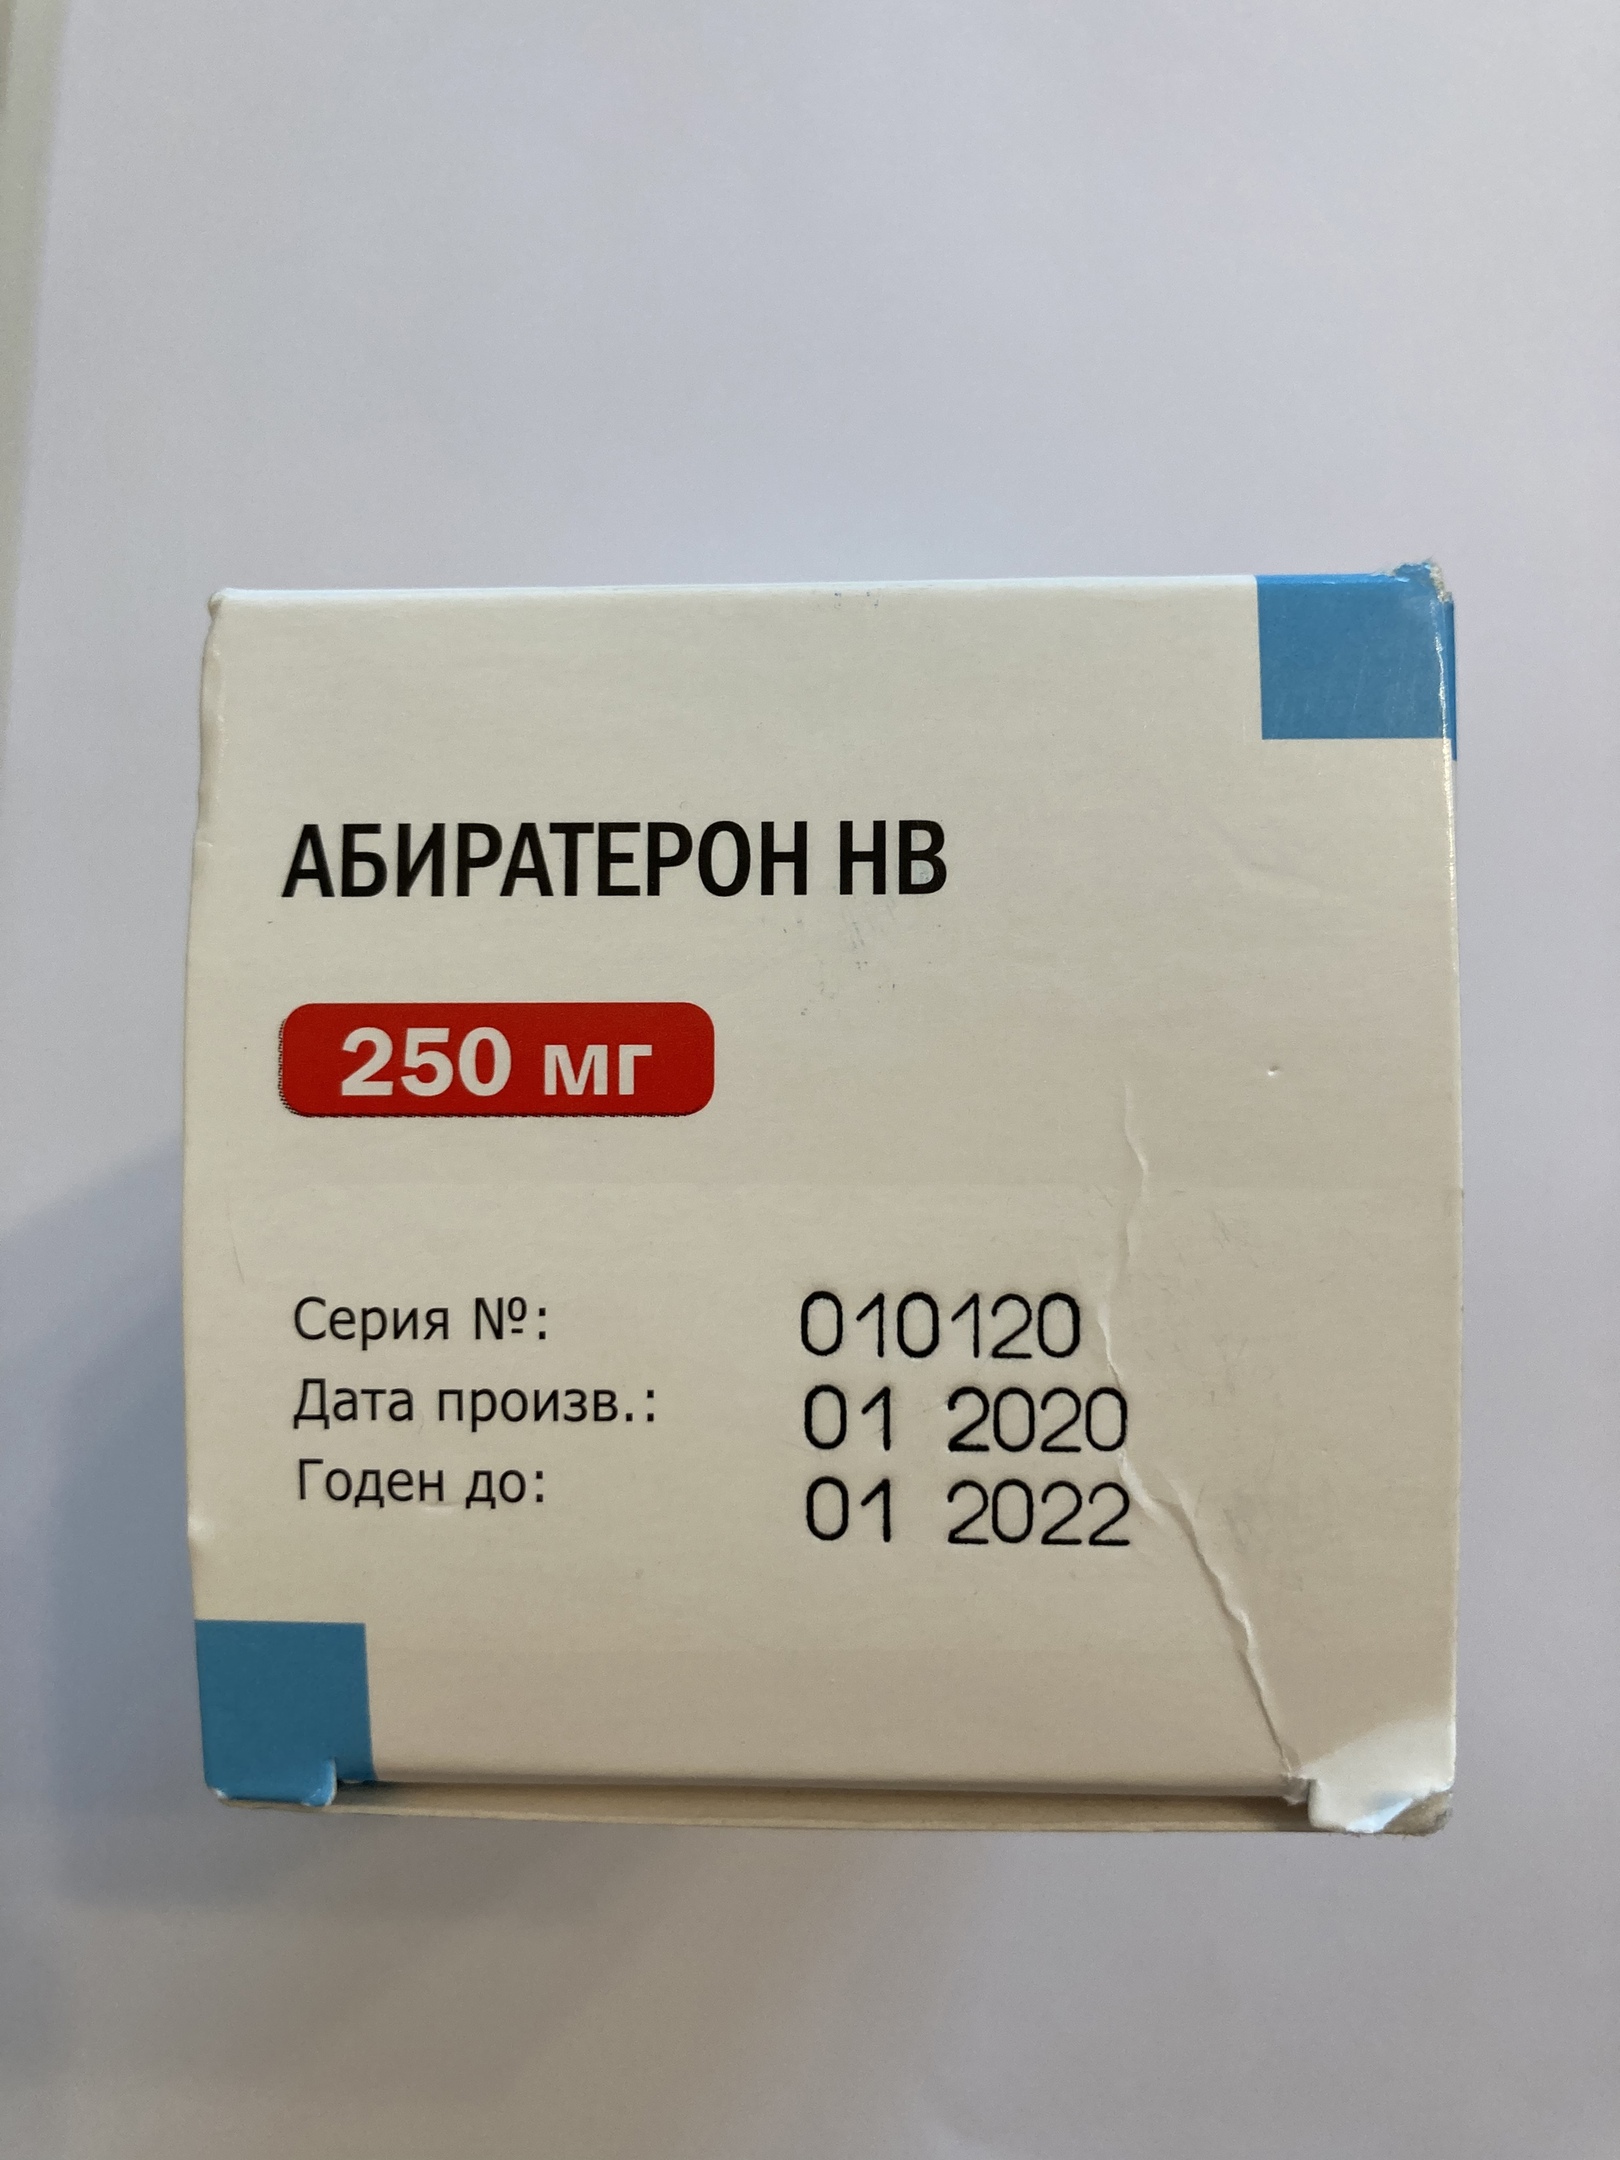 АБИРАТЕРОН НВ
250 мг
Серия №: 010120
Дата произв.: 01 2020
Годен до: 01 2022